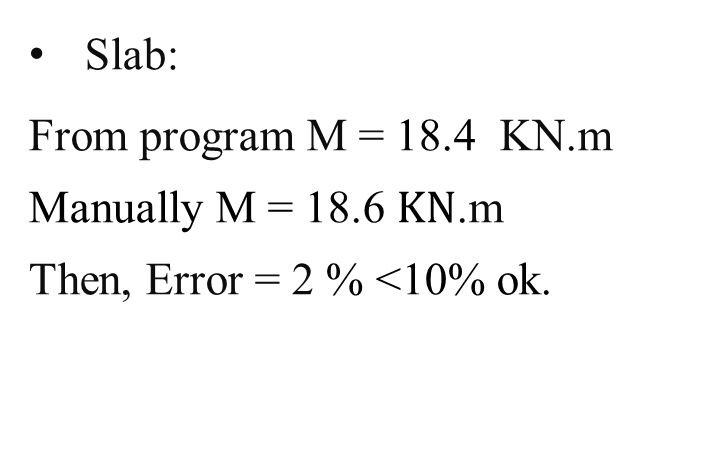 • Slab:
From program M = 18.4 KN.m
Manually M = 18.6 KN.m
Then, Error = 2 % <10% ok.